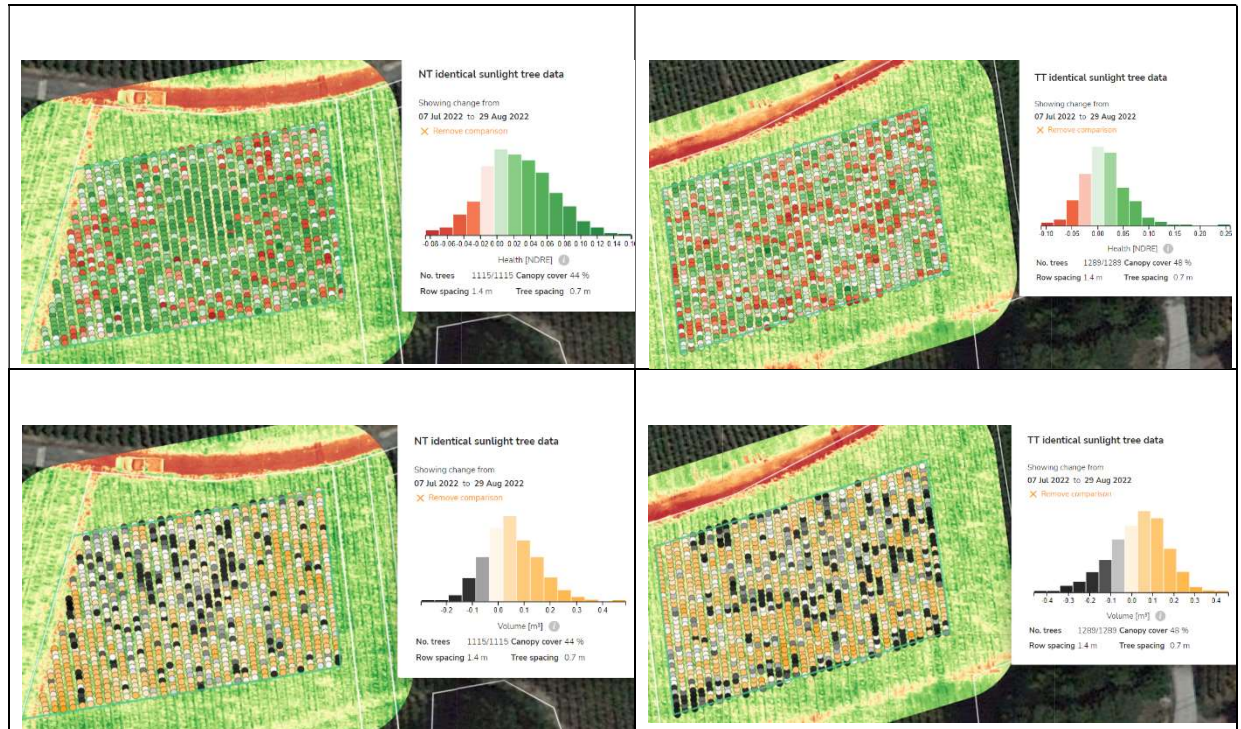 NT identical sunlight tree data
Showing change from
07 Jul 2022 to 29 Aug 2022
× Remove comparison
-0.08 -0.06 -0.04 -0.02 0.00 0.02 0.04 0.06 0.08 0.10 0.12 0.14 0.16
Health [NDRE] i
No. trees 1115/1115 Canopy cover 44 %
Row spacing 1.4 m Tree spacing 0.7 m
TT identical sunlight tree data
Showing change from
07 Jul 2022 to 29 Aug 2022
× Remove comparison
-0.10 -0.05 0.00 0.05 0.10 0.15 0.20 0.25
Health [NDRE] i
No. trees 1289/1289 Canopy cover 48 %
Row spacing 1.4 m Tree spacing 0.7 m
NT identical sunlight tree data
Showing change from
07 Jul 2022 to 29 Aug 2022
× Remove comparison
-0.2 -0.1 0.0 0.1 0.2 0.3 0.4
Volume [m³] i
No. trees 1115/1115 Canopy cover 44 %
Row spacing 1.4 m Tree spacing 0.7 m
TT identical sunlight tree data
Showing change from
07 Jul 2022 to 29 Aug 2022
× Remove comparison
-0.4 -0.3 -0.2 -0.1 0.0 0.1 0.2 0.3 0.4
Volume [m³] i
No. trees 1289/1289 Canopy cover 48 %
Row spacing 1.4 m Tree spacing 0.7 m